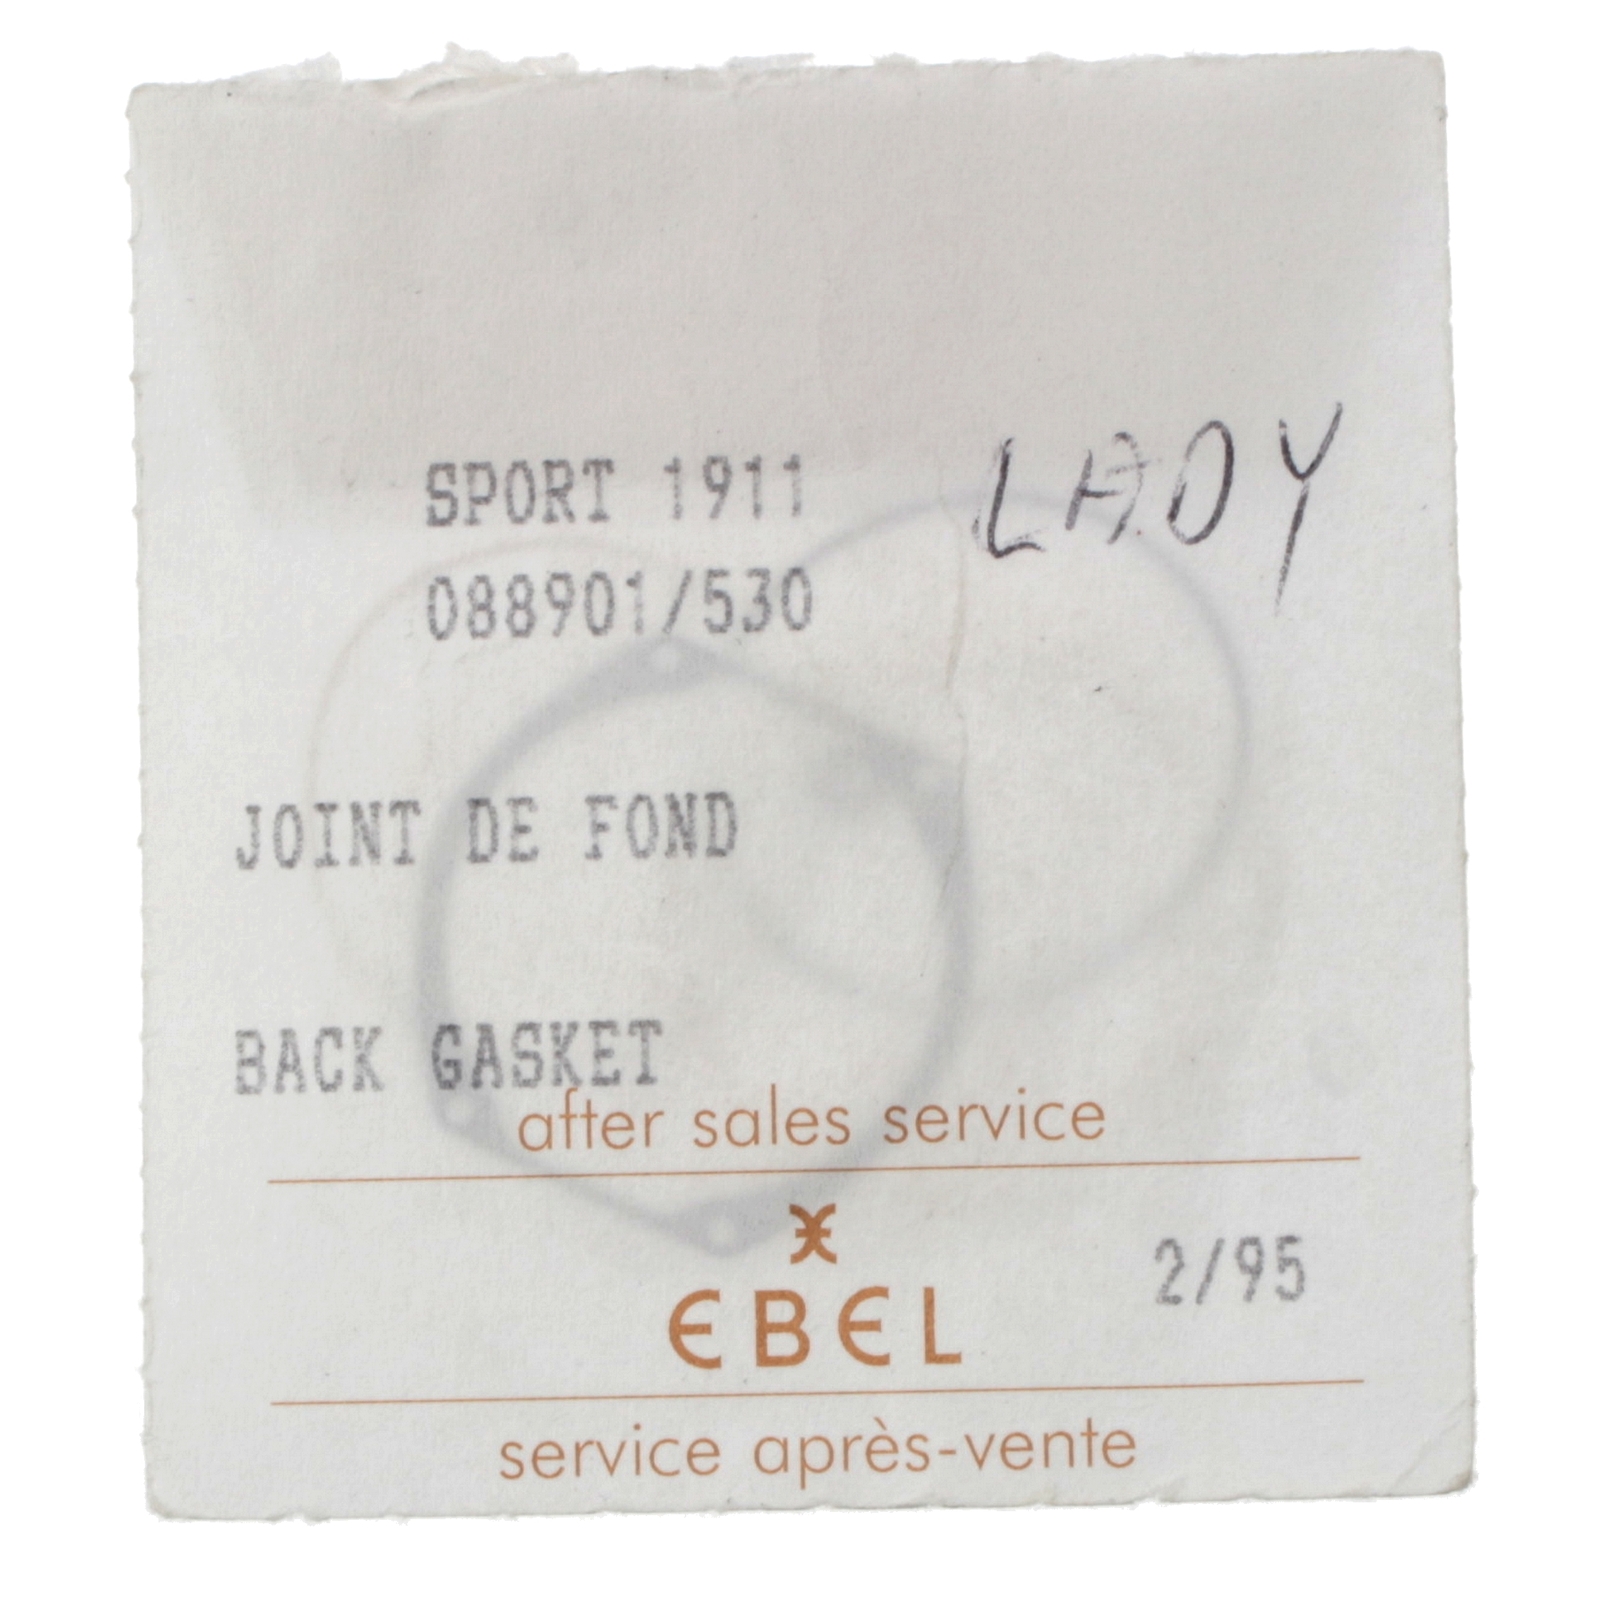 SPORT 1911 LADY
088901/530
JOINT DE FOND
BACK GASKET
after sales service
EBEL 2/95
service après-vente